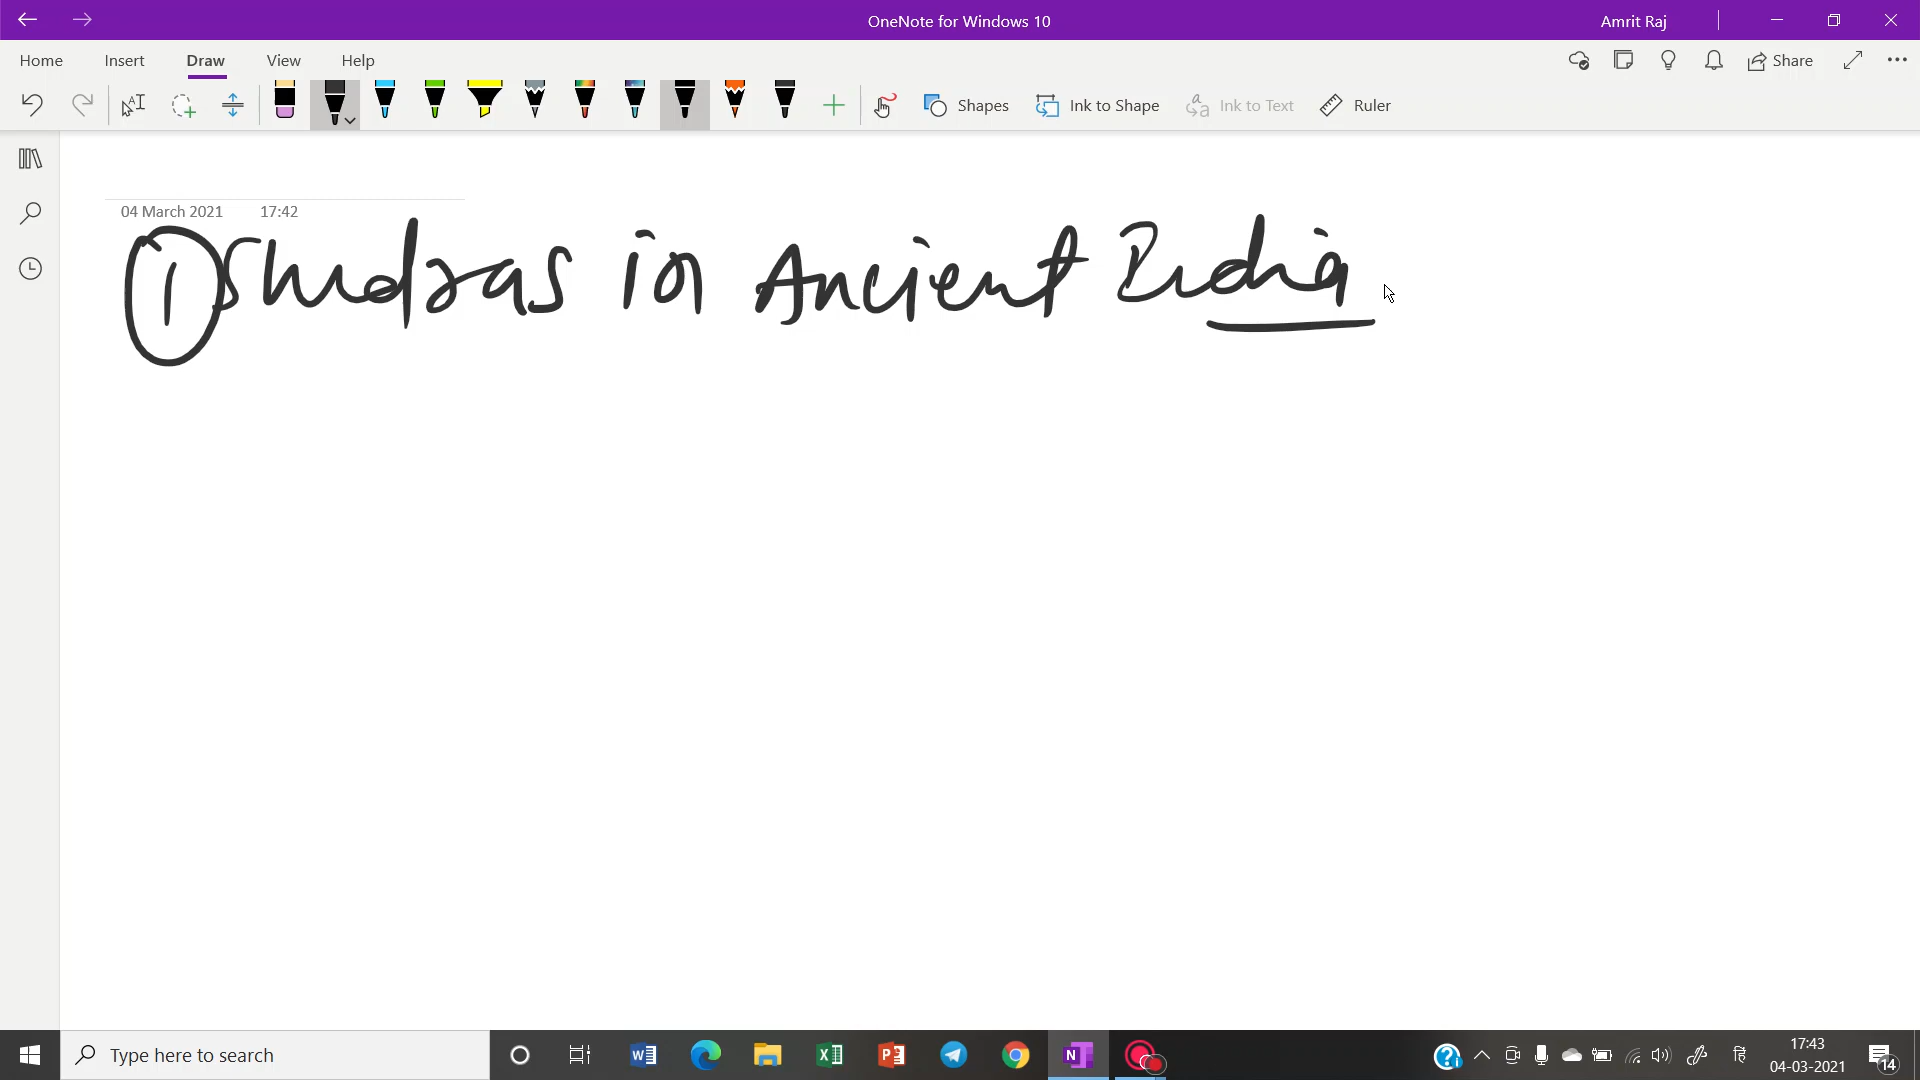 OneNote for Windows 10 Amrit Raj
Home Insert Draw View Help Share
Shapes Ink to Shape Ink to Text Ruler
04 March 2021 17:42
① Shudras in Ancient India
Type here to search
17:43
04-03-2021
14